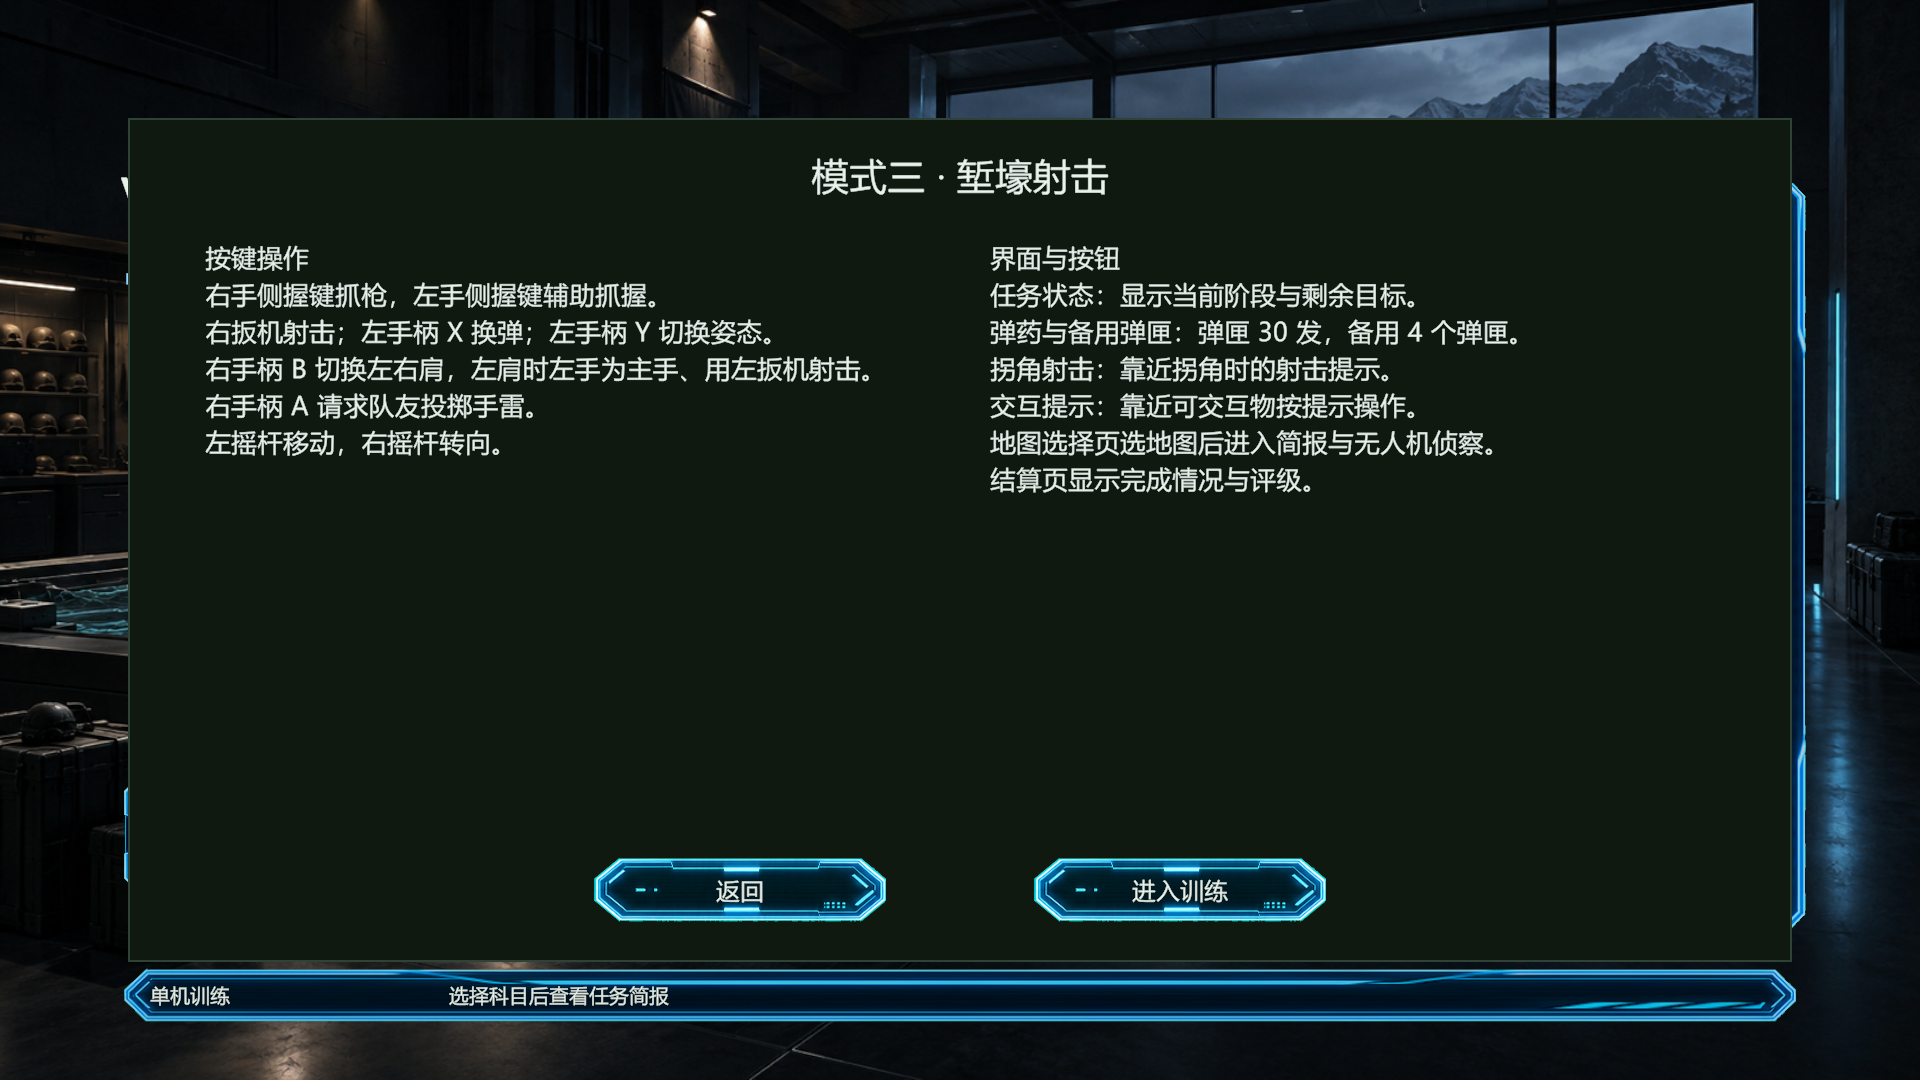 模式三 · 堑壕射击
按键操作
右手侧握键抓枪，左手侧握键辅助抓握。
右扳机射击；左手柄 X 换弹；左手柄 Y 切换姿态。
右手柄 B 切换左右肩，左肩时左手为主手、用左扳机射击。
右手柄 A 请求队友投掷手雷。
左摇杆移动，右摇杆转向。
界面与按钮
任务状态：显示当前阶段与剩余目标。
弹药与备用弹匣：弹匣 30 发，备用 4 个弹匣。
拐角射击：靠近拐角时的射击提示。
交互提示：靠近可交互物按提示操作。
地图选择页选地图后进入简报与无人机侦察。
结算页显示完成情况与评级。
返回
进入训练
单机训练
选择科目后查看任务简报